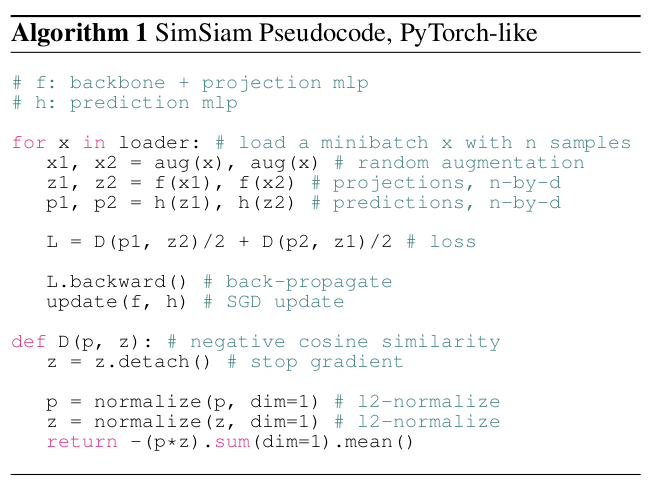 Algorithm 1 SimSiam Pseudocode, PyTorch-like
# f: backbone + projection mlp
# h: prediction mlp
for x in loader: # load a minibatch x with n samples
x1, x2 = aug(x), aug(x) # random augmentation
z1, z2 = f(x1), f(x2) # projections, n-by-d
p1, p2 = h(z1), h(z2) # predictions, n-by-d
L = D(p1, z2)/2 + D(p2, z1)/2 # loss
L.backward() # back-propagate
update(f, h) # SGD update
def D(p, z): # negative cosine similarity
z = z.detach() # stop gradient
p = normalize(p, dim=1) # l2-normalize
z = normalize(z, dim=1) # l2-normalize
return -(p*z).sum(dim=1).mean()